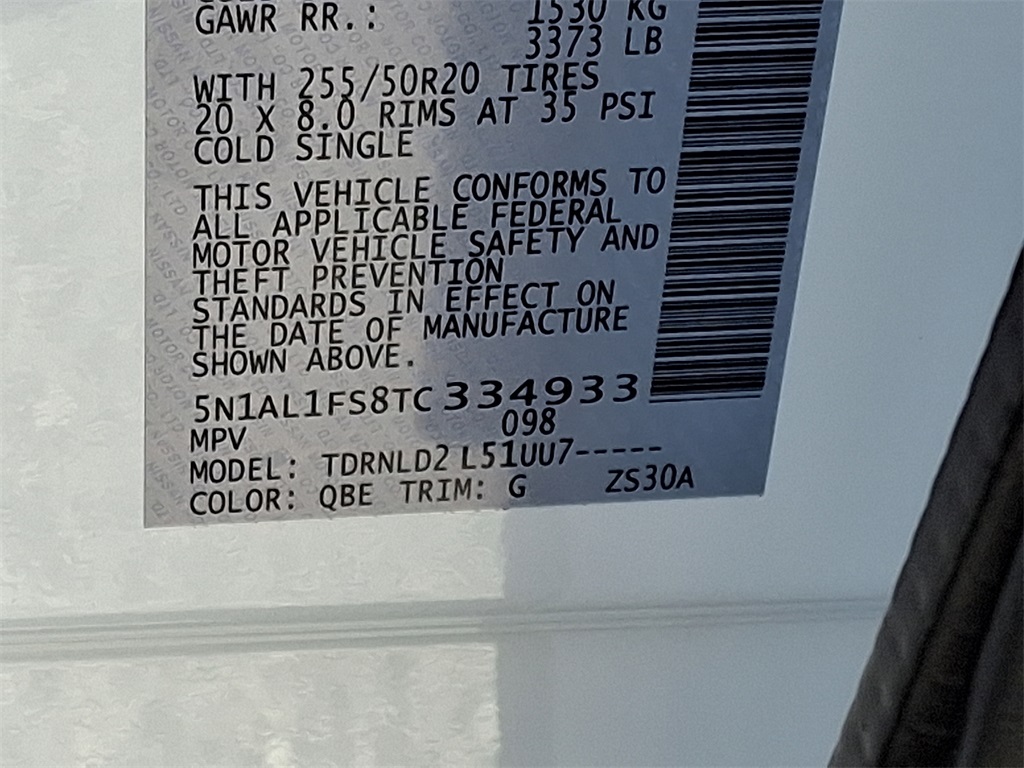 GAWR RR.: 1530 KG
3373 LB
WITH 255/50R20 TIRES
20 X 8.0 RIMS AT 35 PSI
COLD SINGLE
THIS VEHICLE CONFORMS TO
ALL APPLICABLE FEDERAL
MOTOR VEHICLE SAFETY AND
THEFT PREVENTION
STANDARDS IN EFFECT ON
THE DATE OF MANUFACTURE
SHOWN ABOVE.
5N1AL1FS8TC334933
MPV 098
MODEL: TDRNLD2 L51UU7-----
COLOR: QBE TRIM: G ZS30A